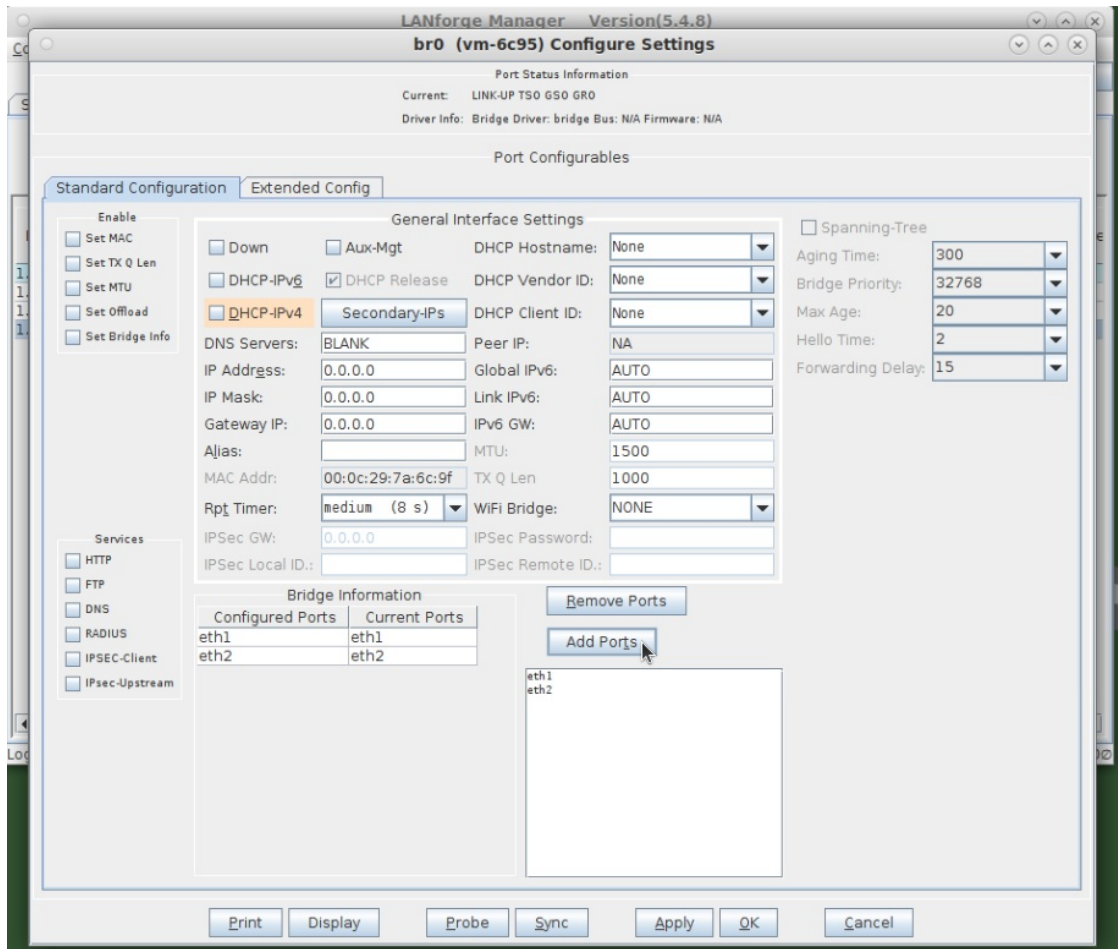 LANforge Manager Version(5.4.8)
br0 (vm-6c95) Configure Settings
Port Status Information
Current: LINK-UP TSO GSO GRO
Driver Info: Bridge Driver: bridge Bus: N/A Firmware: N/A
Port Configurables
Standard Configuration Extended Config
Enable
Set MAC
Set TX Q Len
Set MTU
Set Offload
Set Bridge Info
General Interface Settings
Down Aux-Mgt DHCP Hostname: None
DHCP-IPv6 DHCP Release DHCP Vendor ID: None
DHCP-IPv4 Secondary-IPs DHCP Client ID: None
DNS Servers: BLANK Peer IP: NA
IP Address: 0.0.0.0 Global IPv6: AUTO
IP Mask: 0.0.0.0 Link IPv6: AUTO
Gateway IP: 0.0.0.0 IPv6 GW: AUTO
Alias: MTU: 1500
MAC Addr: 00:0c:29:7a:6c:9f TX Q Len 1000
Rpt Timer: medium (8 s) WiFi Bridge: NONE
IPSec GW: 0.0.0.0 IPSec Password:
IPSec Local ID.: IPSec Remote ID.:
Spanning-Tree
Aging Time: 300
Bridge Priority: 32768
Max Age: 20
Hello Time: 2
Forwarding Delay: 15
Services
HTTP
FTP
DNS
RADIUS
IPSEC-Client
IPsec-Upstream
Bridge Information
Configured Ports Current Ports
eth1 eth1
eth2 eth2
Remove Ports
Add Ports
eth1
eth2
Print Display Probe Sync Apply OK Cancel